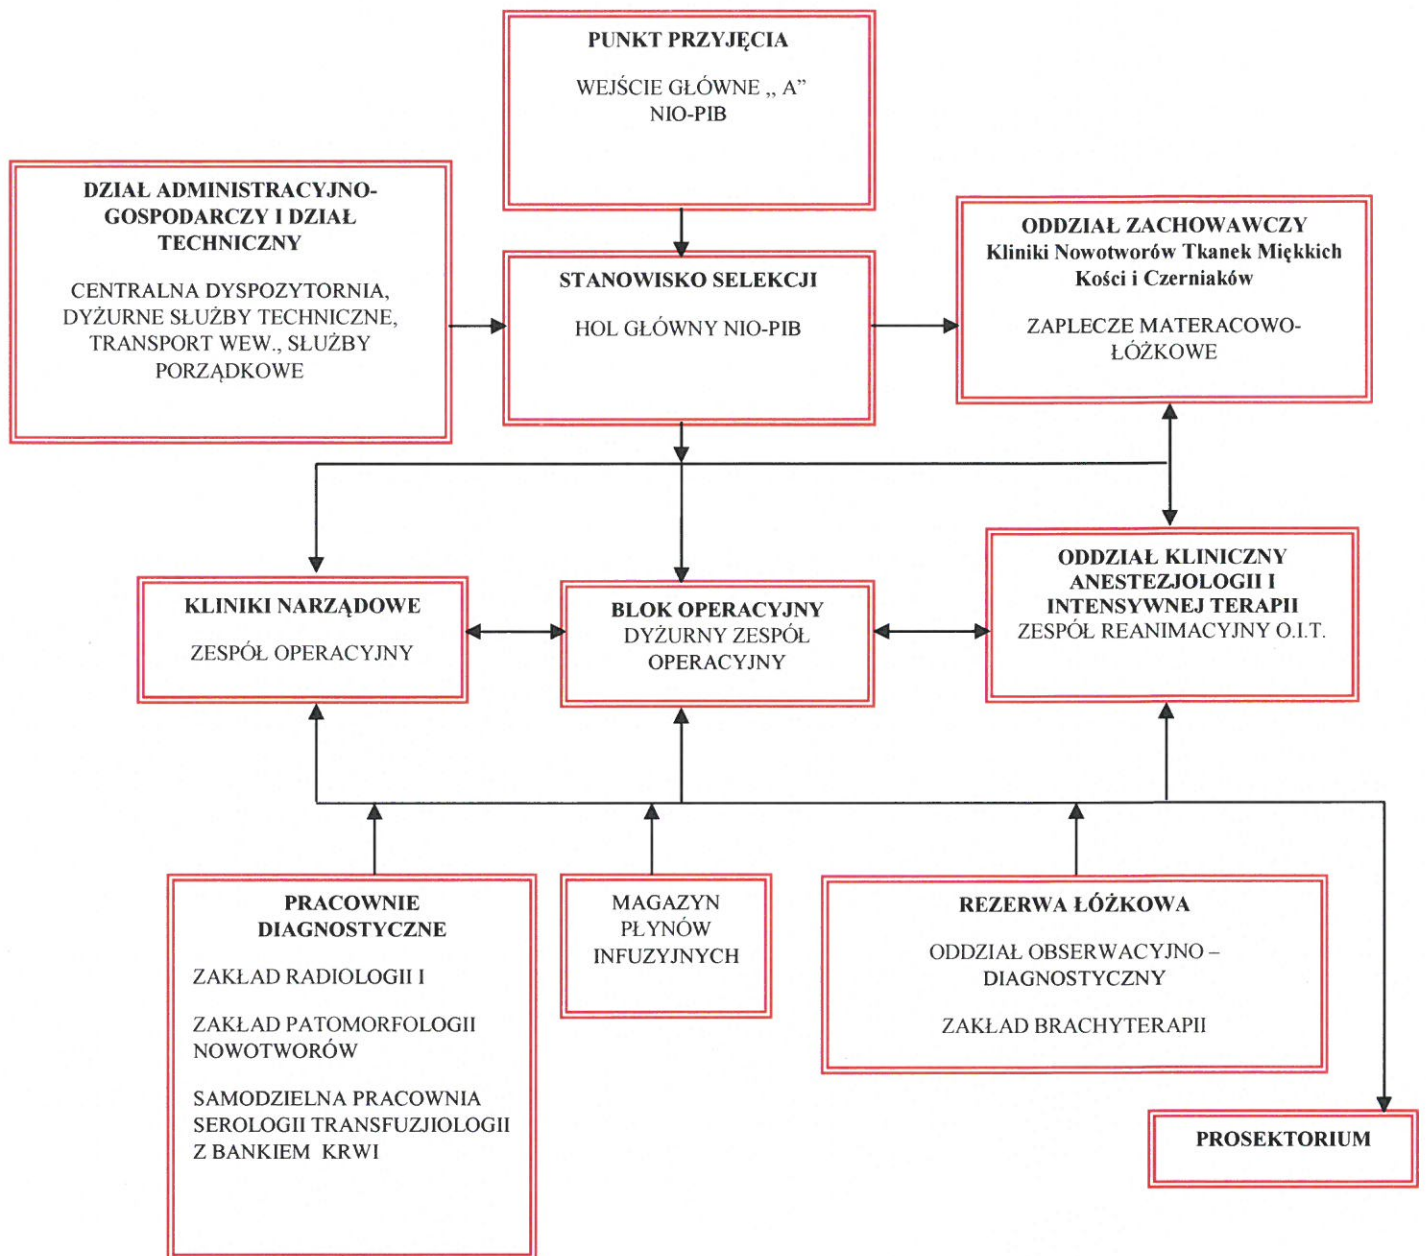 PUNKT PRZYJĘCIA
WEJŚCIE GŁÓWNE ,, A”
NIO-PIB
DZIAŁ ADMINISTRACYJNO-
GOSPODARCZY I DZIAŁ
TECHNICZNY
CENTRALNA DYSPOZYTORNIA,
DYŻURNE SŁUŻBY TECHNICZNE,
TRANSPORT WEW., SŁUŻBY
PORZĄDKOWE
STANOWISKO SELEKCJI
HOL GŁÓWNY NIO-PIB
ODDZIAŁ ZACHOWAWCZY
Kliniki Nowotworów Tkanek Miękkich
Kości i Czerniaków
ZAPLECZE MATERACOWO-
ŁÓŻKOWE
KLINIKI NARZĄDOWE
ZESPÓŁ OPERACYJNY
BLOK OPERACYJNY
DYŻURNY ZESPÓŁ
OPERACYJNY
ODDZIAŁ KLINICZNY
ANESTEZJOLOGII I
INTENSYWNEJ TERAPII
ZESPÓŁ REANIMACYJNY O.I.T.
PRACOWNIE
DIAGNOSTYCZNE
ZAKŁAD RADIOLOGII I
ZAKŁAD PATOMORFOLOGII
NOWOTWORÓW
SAMODZIELNA PRACOWNIA
SEROLOGII TRANSFUZJIOLOGII
Z BANKIEM KRWI
MAGAZYN
PŁYNÓW
INFUZYJNYCH
REZERWA ŁÓŻKOWA
ODDZIAŁ OBSERWACYJNO –
DIAGNOSTYCZNY
ZAKŁAD BRACHYTERAPII
PROSEKTORIUM